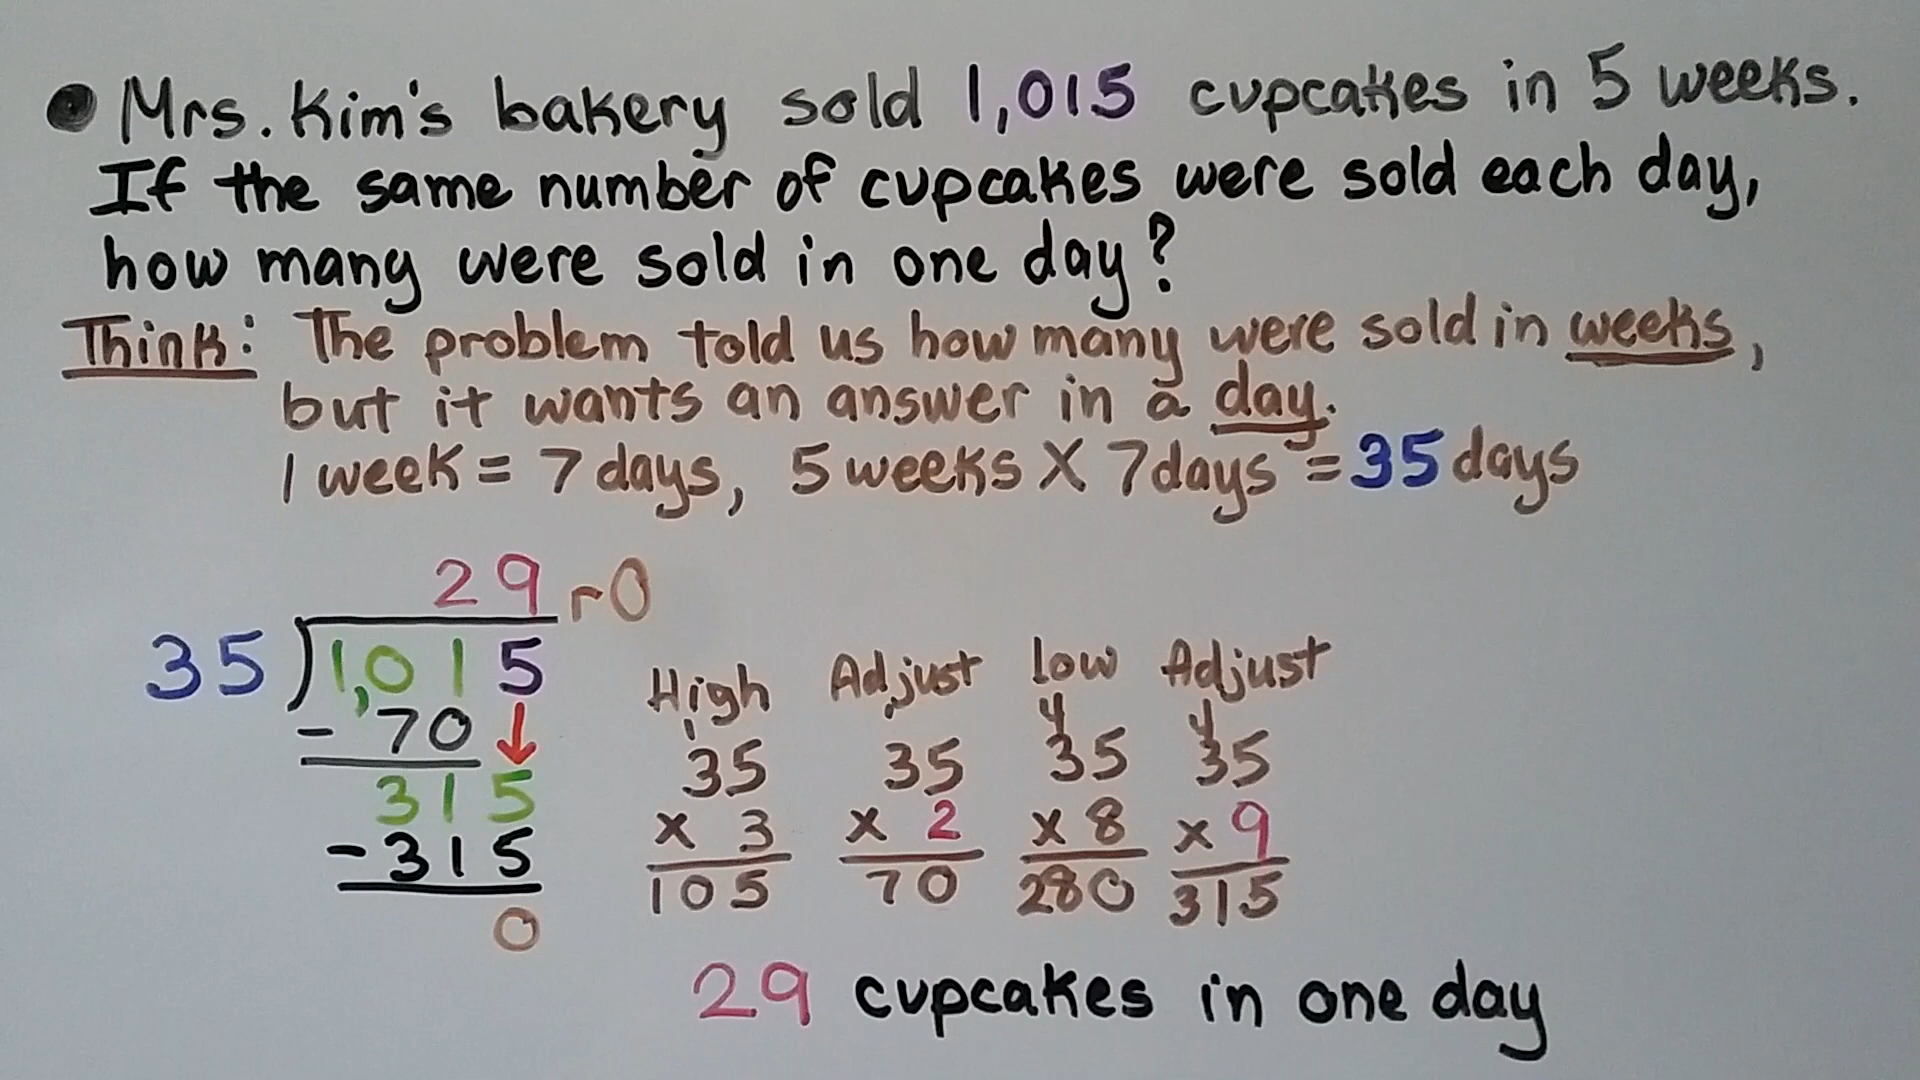 Mrs. Kim's bakery sold 1,015 cupcakes in 5 weeks.
If the same number of cupcakes were sold each day,
how many were sold in one day?
Think: The problem told us how many were sold in weeks,
but it wants an answer in a day.
1 week = 7 days, 5 weeks X 7 days = 35 days
29 r0
35 1,015
- 70
315
-315
0
High
1
35
x 3
105
Adjust
35
x 2
70
low
4
35
x 8
280
Adjust
4
35
x 9
315
29 cupcakes in one day